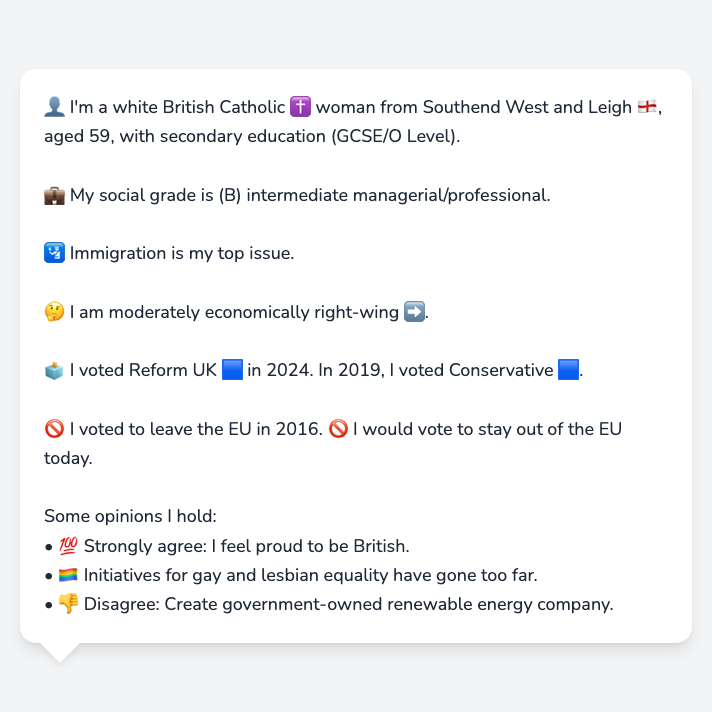 👤 I'm a white British Catholic ✝️ woman from Southend West and Leigh 🏴󠁧󠁢󠁥󠁮󠁧󠁿,
aged 59, with secondary education (GCSE/O Level).
💼 My social grade is (B) intermediate managerial/professional.
🛂 Immigration is my top issue.
🤔 I am moderately economically right-wing ➡️.
🗳️ I voted Reform UK 🟦 in 2024. In 2019, I voted Conservative 🟦.
🚫 I voted to leave the EU in 2016. 🚫 I would vote to stay out of the EU
today.
Some opinions I hold:
• 💯 Strongly agree: I feel proud to be British.
• 🏳️‍🌈 Initiatives for gay and lesbian equality have gone too far.
• 👎 Disagree: Create government-owned renewable energy company.